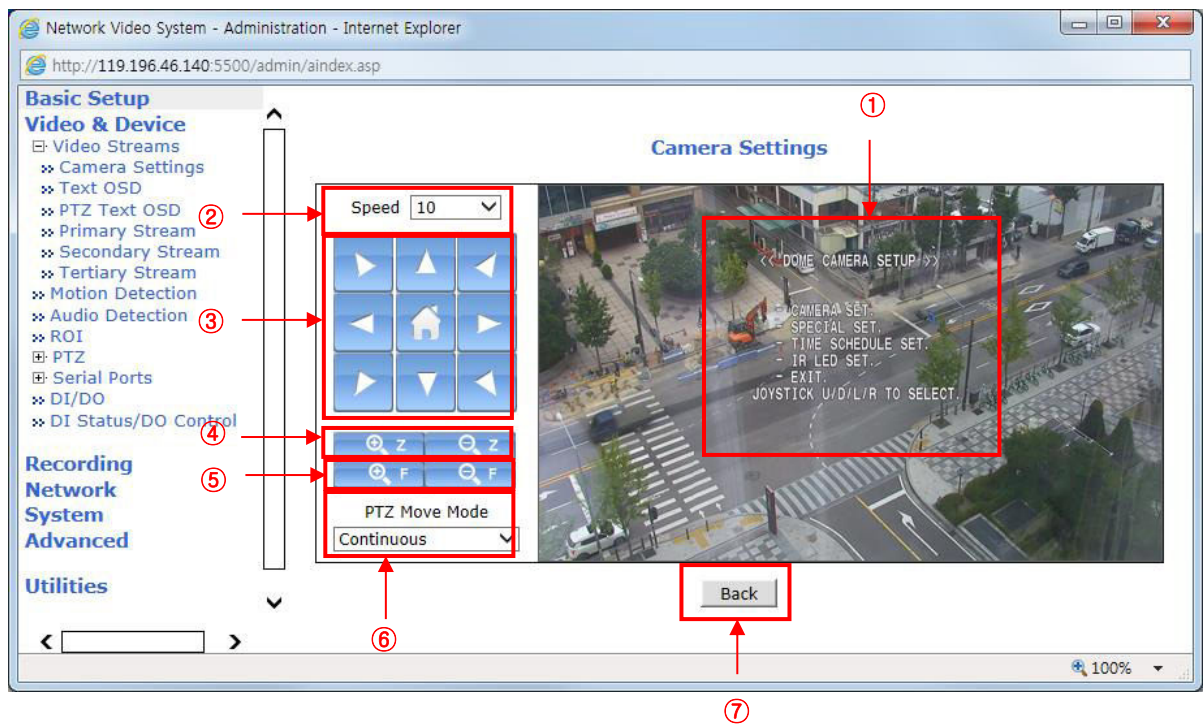 Network Video System - Administration - Internet Explorer
http://119.196.46.140:5500/admin/aindex.asp
Basic Setup
Video & Device
Video Streams
Camera Settings
Text OSD
PTZ Text OSD
Primary Stream
Secondary Stream
Tertiary Stream
Motion Detection
Audio Detection
ROI
PTZ
Serial Ports
DI/DO
DI Status/DO Control
Recording
Network
System
Advanced
Utilities
①
Camera Settings
②
Speed 10
③
④
Z Z
⑤
F F
PTZ Move Mode
Continuous
⑥
<< DOME CAMERA SETUP >>
- CAMERA SET.
- SPECIAL SET.
- TIME SCHEDULE SET.
- IR LED SET.
- EXIT.
JOYSTICK U/D/L/R TO SELECT.
Back
⑦
100%